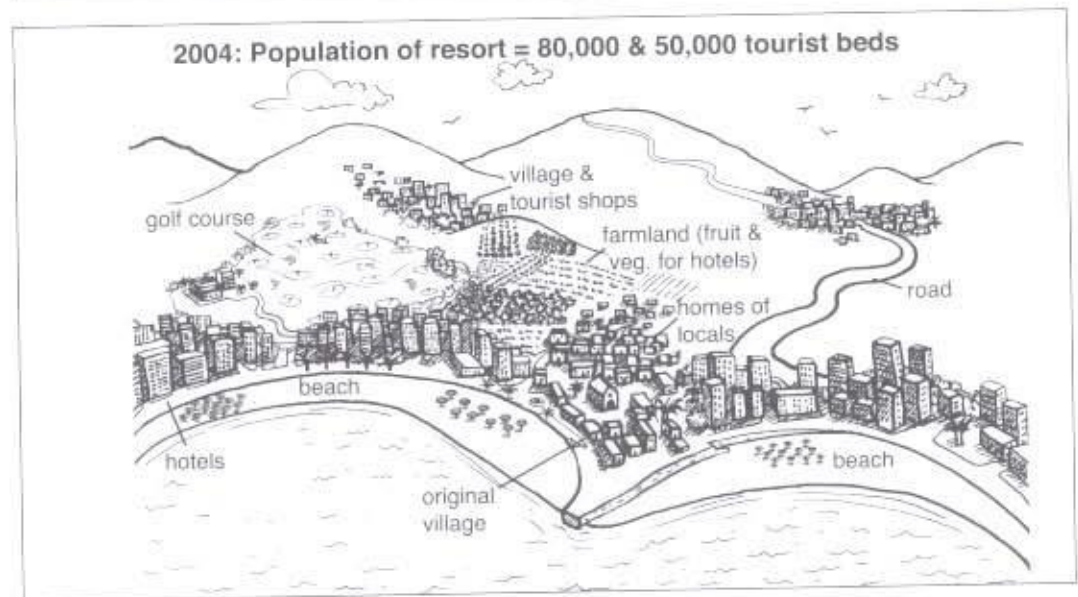 2004: Population of resort = 80,000 & 50,000 tourist beds
village &
tourist shops
golf course
farmland (fruit &
veg. for hotels)
road
homes of
locals
beach
hotels
beach
original
village